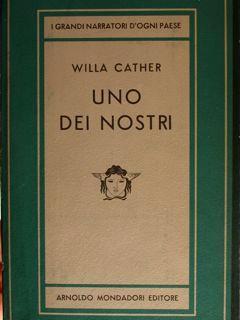 I GRANDI NARRATORI D'OGNI PAESE
WILLA CATHER
UNO
DEI NOSTRI
ARNOLDO MONDADORI EDITORE